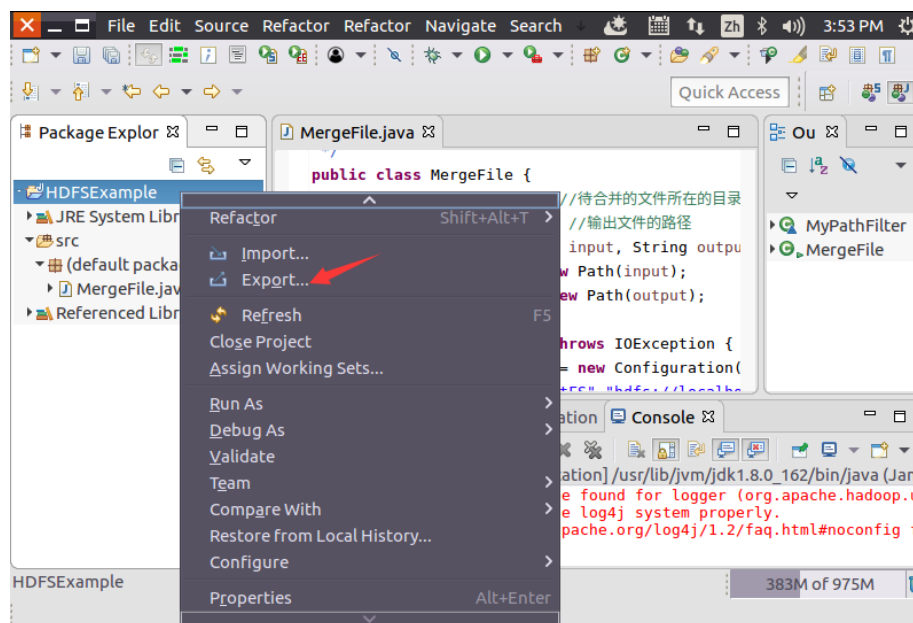 File Edit Source Refactor Refactor Navigate Search Zh 3:53 PM
Quick Access
Package Explor
MergeFile.java
Ou
HDFSExample
JRE System Libr
src
(default packa
MergeFile.jav
Referenced Libr
Refactor Shift+Alt+T
Import...
Export...
Refresh F5
Close Project
Assign Working Sets...
Run As
Debug As
Validate
Team
Compare With
Restore from Local History...
Configure
Properties Alt+Enter
*/
public class MergeFile {
//待合并的文件所在的目录
//输出文件的路径
input, String outpu
w Path(input);
ew Path(output);
hrows IOException {
= new Configuration(
MyPathFilter
MergeFile
ation
Console
ation] /usr/lib/jvm/jdk1.8.0_162/bin/java (Jan
e found for logger (org.apache.hadoop.u
e log4j system properly.
pache.org/log4j/1.2/faq.html#noconfig
HDFSExample
383M of 975M